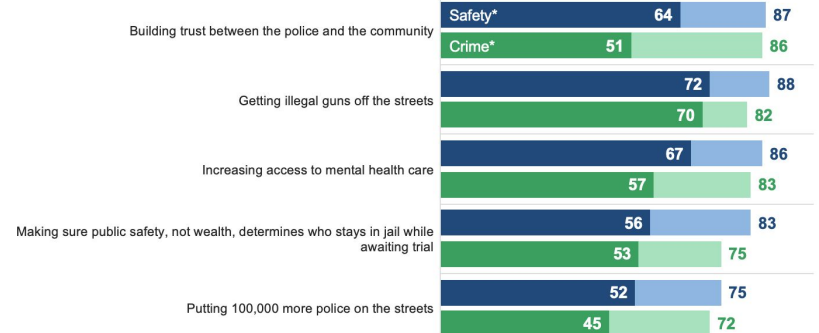 Building trust between the police and the community
Safety* 64 87
Crime* 51 86
Getting illegal guns off the streets
72 88
70 82
Increasing access to mental health care
67 86
57 83
Making sure public safety, not wealth, determines who stays in jail while
awaiting trial
56 83
53 75
Putting 100,000 more police on the streets
52 75
45 72